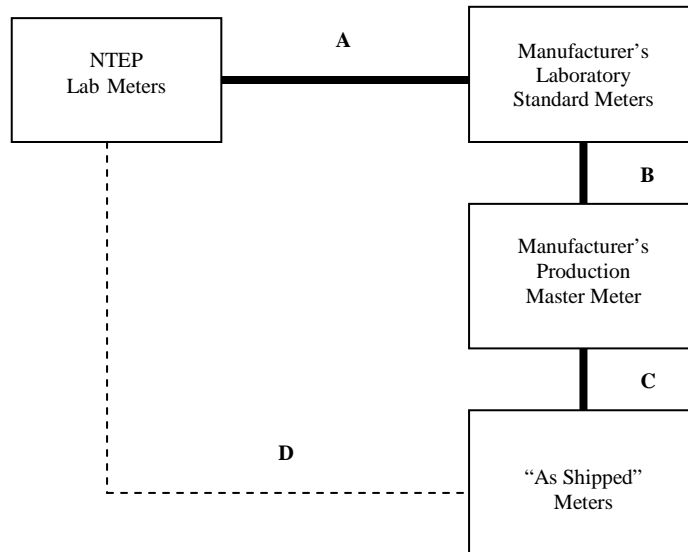 A
NTEP
Lab Meters
Manufacturer’s
Laboratory
Standard Meters
B
Manufacturer’s
Production
Master Meter
C
D
“As Shipped”
Meters